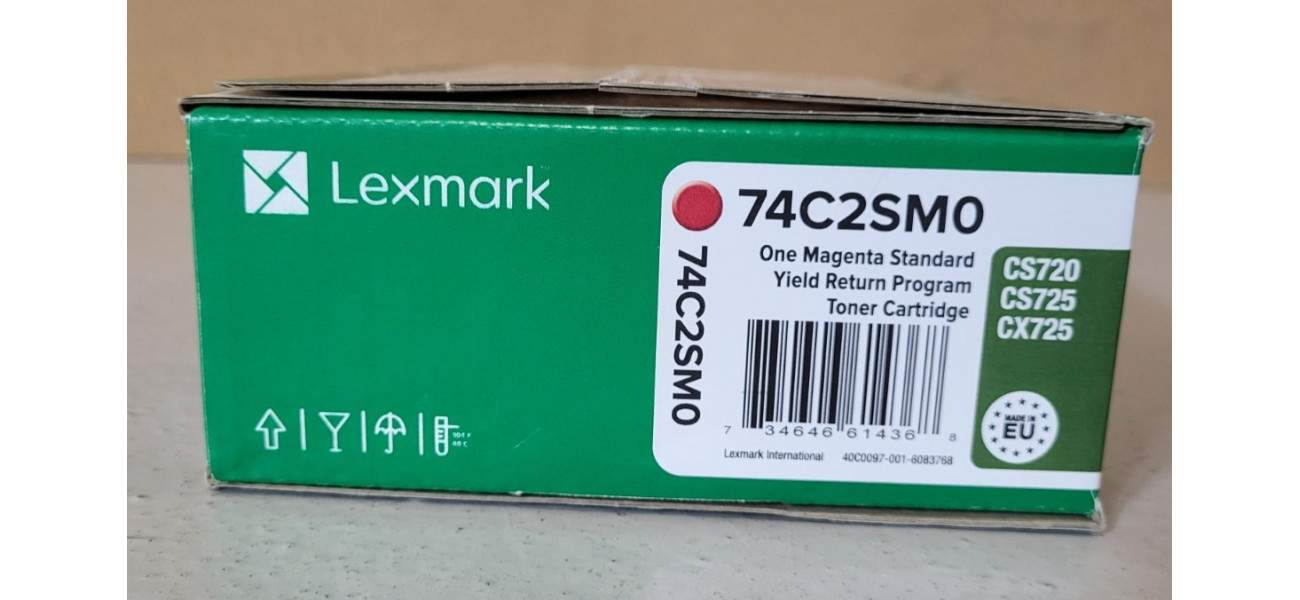 Lexmark
74C2SM0
74C2SM0
One Magenta Standard
Yield Return Program
Toner Cartridge
CS720
CS725
CX725
7 34646 61436 8
Lexmark International 40C0097-001-6083768
MADE IN
EU